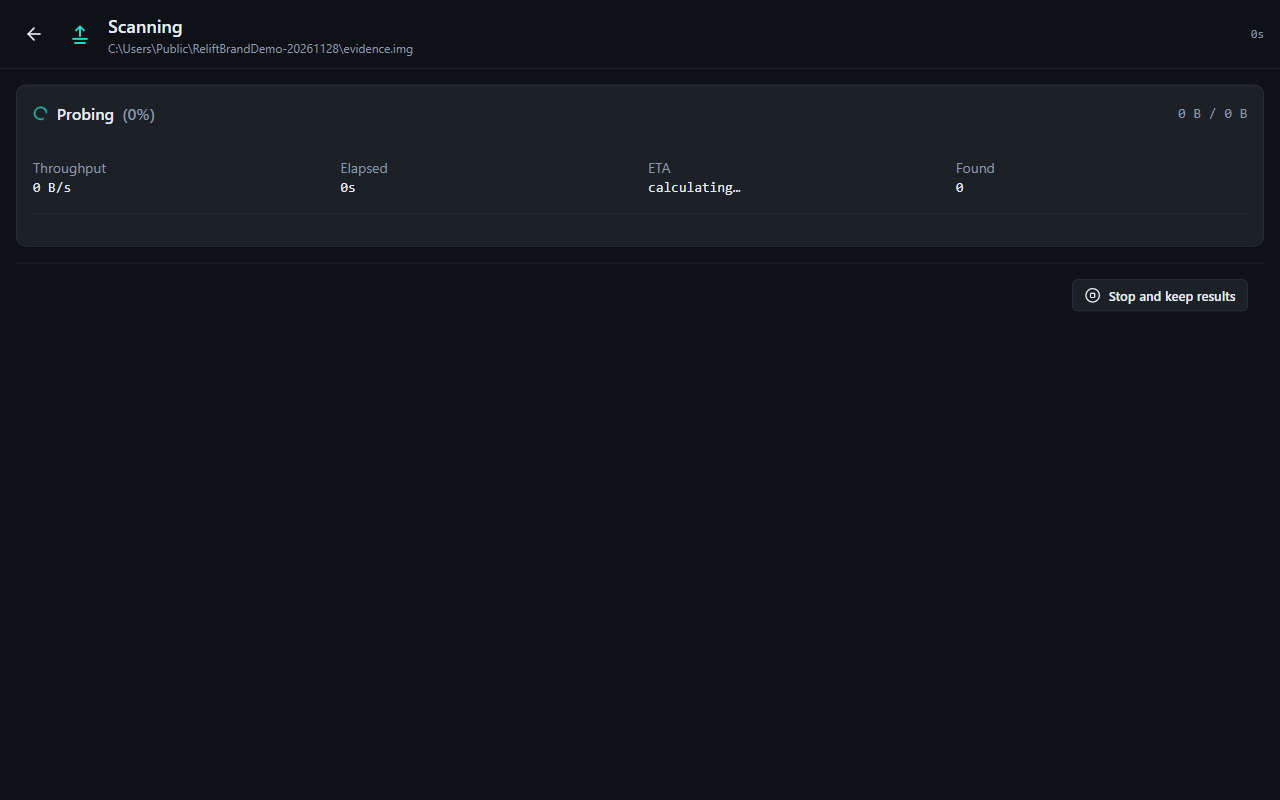 Scanning
C:\Users\Public\ReliftBrandDemo-20261128\evidence.img
0s
Probing (0%)
0 B / 0 B
Throughput
0 B/s
Elapsed
0s
ETA
calculating…
Found
0
Stop and keep results